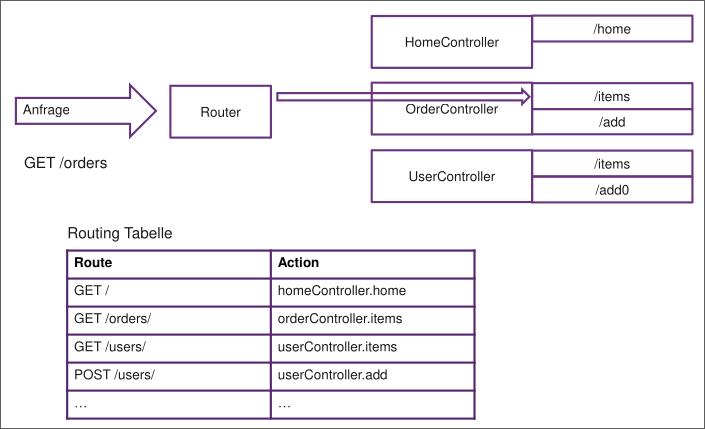 HomeController
/home
Anfrage
Router
OrderController
/items
/add
GET /orders
UserController
/items
/add0
Routing Tabelle
Route Action
GET / homeController.home
GET /orders/ orderController.items
GET /users/ userController.items
POST /users/ userController.add
… …